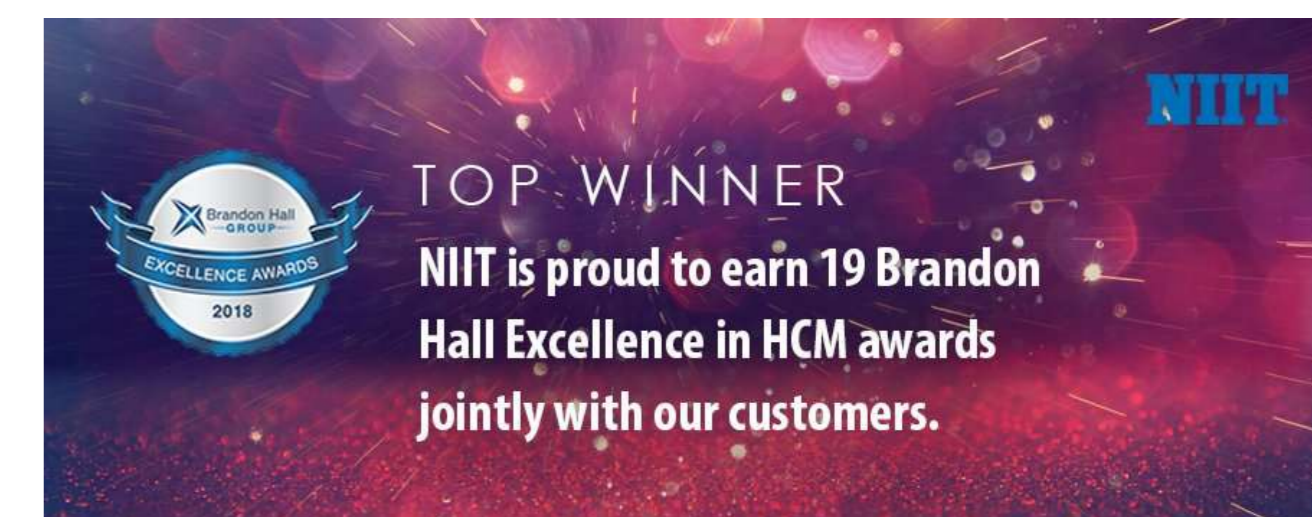 NIIT
TOP WINNER
NIIT is proud to earn 19 Brandon
Hall Excellence in HCM awards
jointly with our customers.
Brandon Hall
GROUP
EXCELLENCE AWARDS
2018